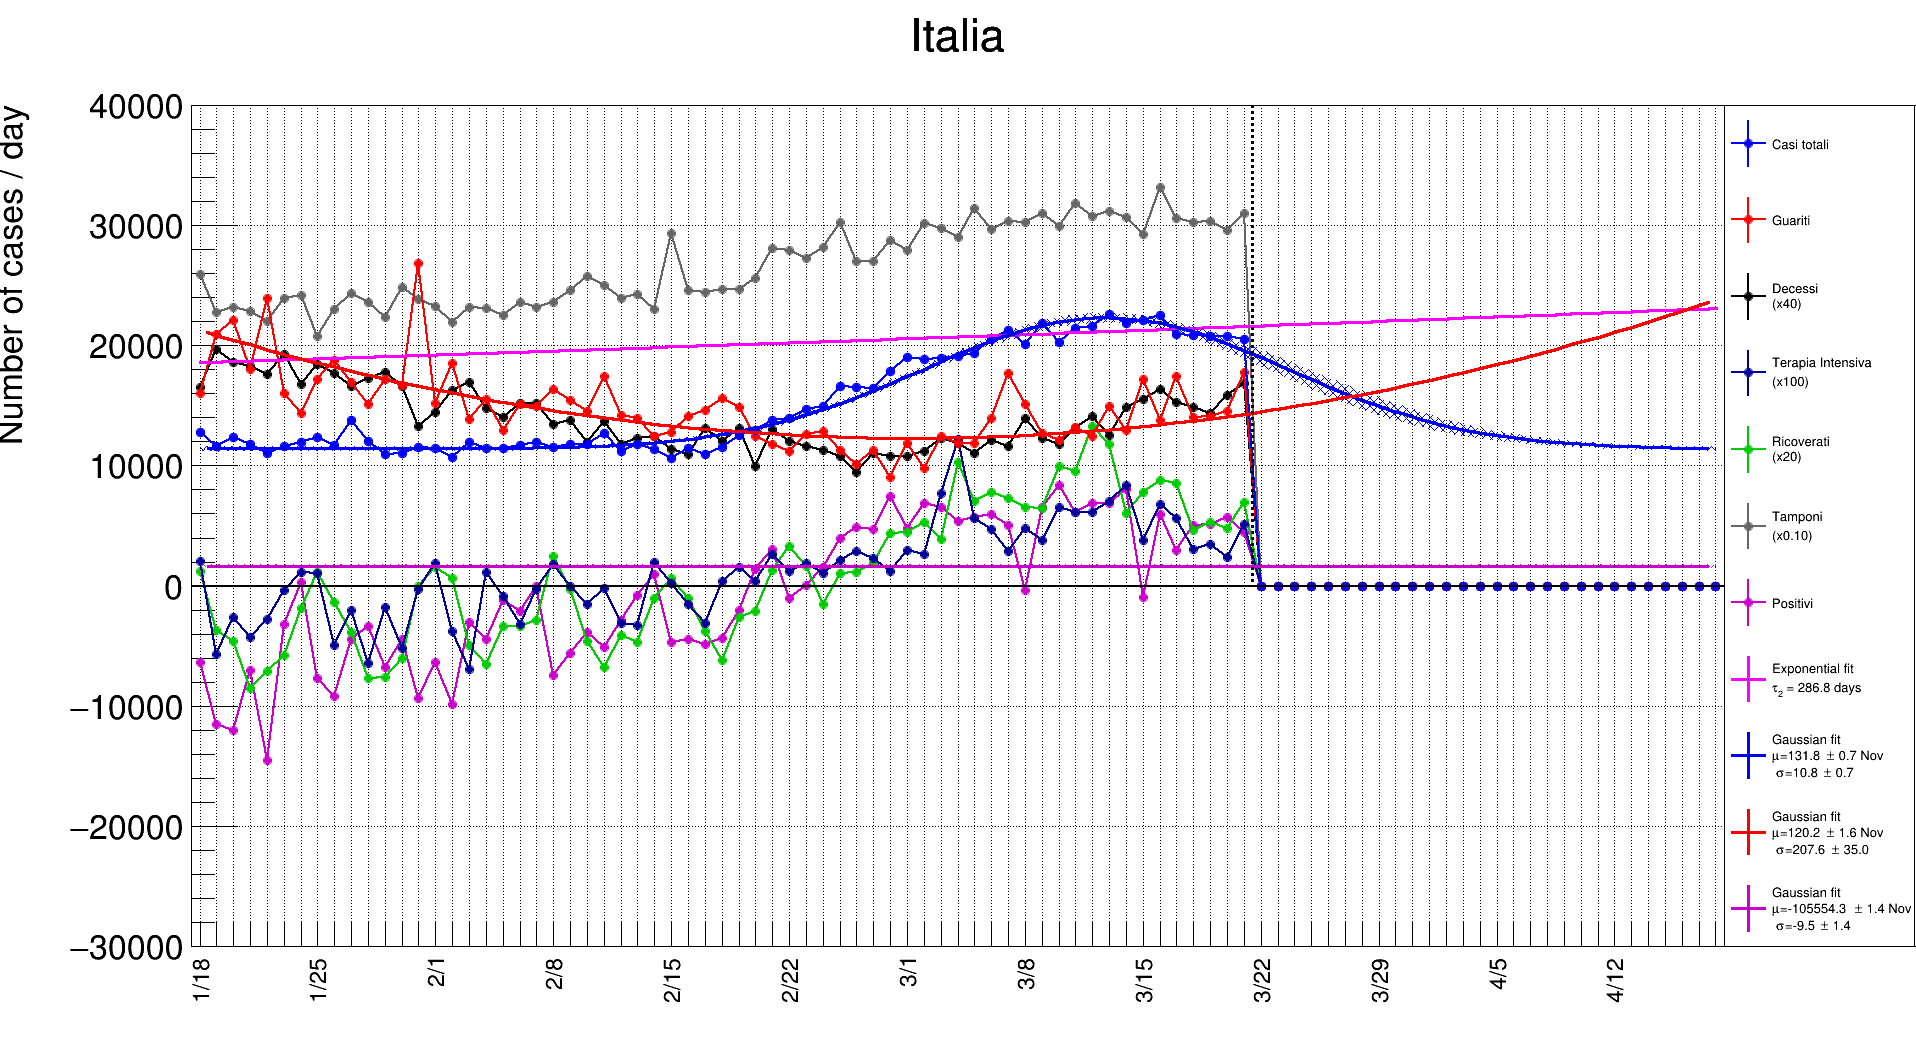 Italia
Number of cases / day
40000
30000
20000
10000
0
−10000
−20000
−30000
1/18
1/25
2/1
2/8
2/15
2/22
3/1
3/8
3/15
3/22
3/29
4/5
4/12
Casi totali
Guariti
Decessi
(x40)
Terapia Intensiva
(x100)
Ricoverati
(x20)
Tamponi
(x0.10)
Positivi
Exponential fit
τ2 = 286.8 days
Gaussian fit
μ=131.8 ± 0.7 Nov
σ=10.8 ± 0.7
Gaussian fit
μ=120.2 ± 1.6 Nov
σ=207.6 ± 35.0
Gaussian fit
μ=-105554.3 ± 1.4 Nov
σ=-9.5 ± 1.4